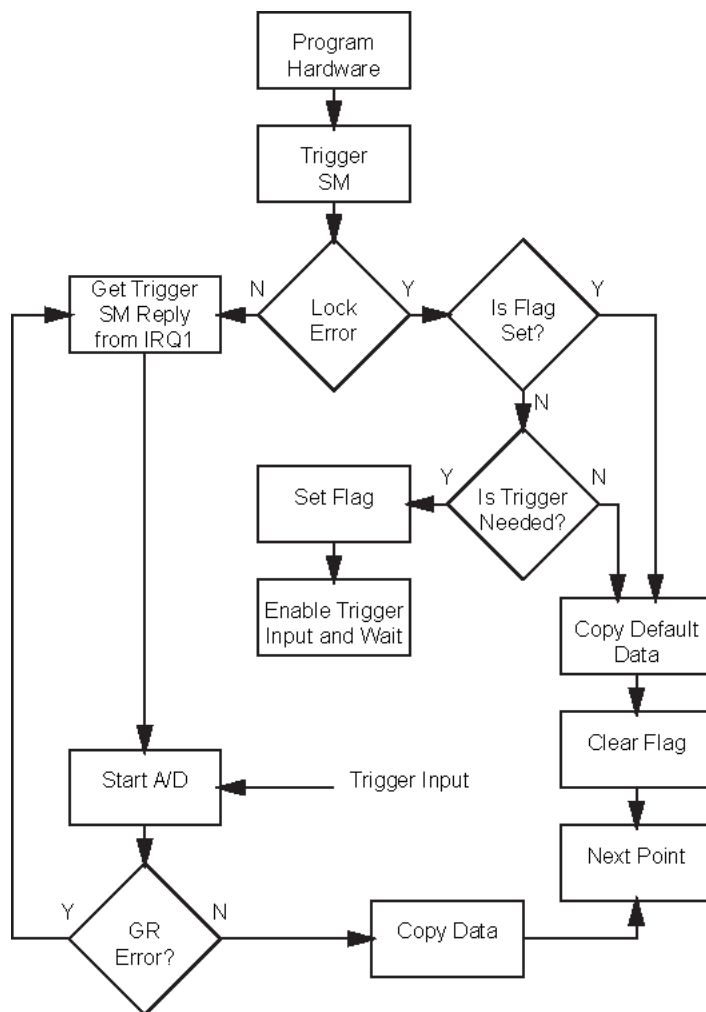 Program
Hardware
Trigger
SM
Get Trigger
SM Reply
from IRQ1
N
Lock
Error
Y
Is Flag
Set?
Y
N
Set Flag
Y
Is Trigger
Needed?
N
Enable Trigger
Input and Wait
Copy Default
Data
Clear Flag
Start A/D
Trigger Input
Next Point
Y
GR
Error?
N
Copy Data